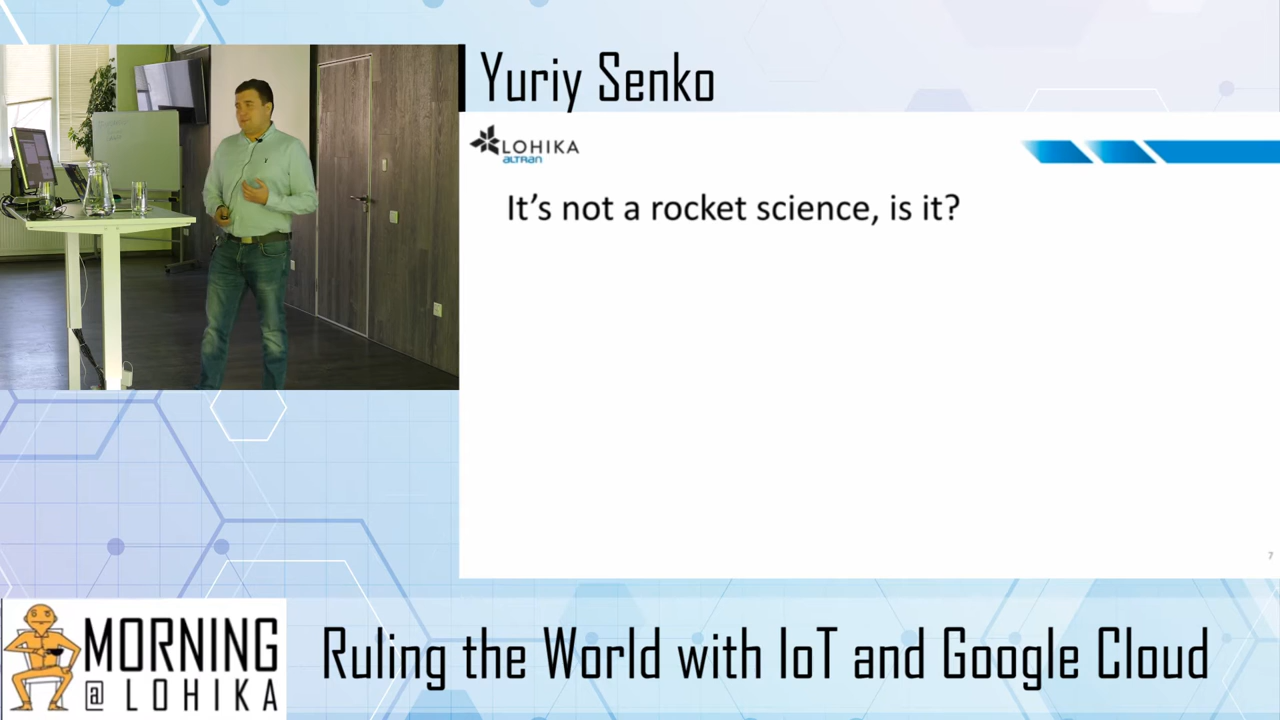 Yuriy Senko
LOHIKA
altran
It's not a rocket science, is it?
7
MORNING
@ LOHIKA
Ruling the World with IoT and Google Cloud